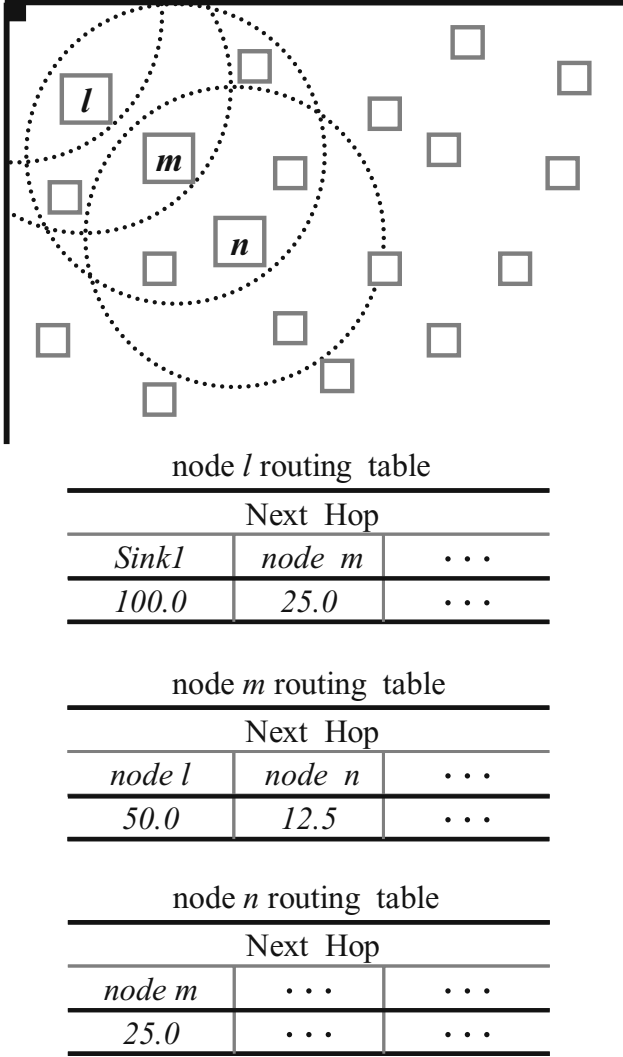 l
m
n
node l routing table
Next Hop
Sink1 node m · · ·
100.0 25.0 · · ·
node m routing table
Next Hop
node l node n · · ·
50.0 12.5 · · ·
node n routing table
Next Hop
node m · · · · · ·
25.0 · · · · · ·